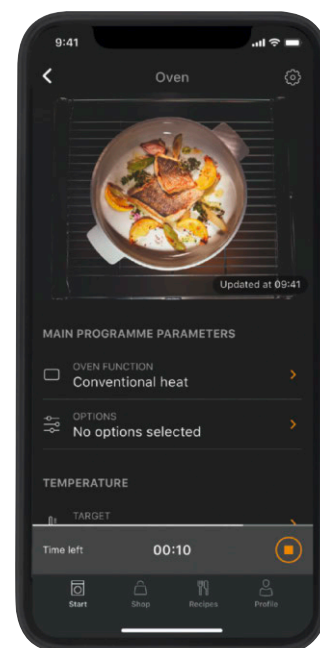 9:41
Oven
Updated at 09:41
MAIN PROGRAMME PARAMETERS
OVEN FUNCTION
Conventional heat
OPTIONS
No options selected
TEMPERATURE
TARGET
Time left 00:10
Start Shop Recipes Profile